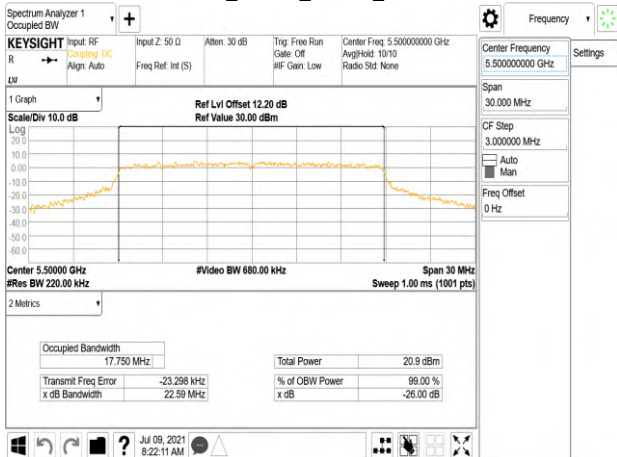 Spectrum Analyzer 1
Occupied BW
Frequency
KEYSIGHT
R
LXI
Input: RF
Coupling: DC
Align: Auto
Input Z: 50 Ω
Freq Ref: Int (S)
Atten: 30 dB
Trig: Free Run
Gate: Off
#IF Gain: Low
Center Freq: 5.500000000 GHz
Avg|Hold: 10/10
Radio Std: None
Center Frequency
5.500000000 GHz
Settings
Span
30.000 MHz
CF Step
3.000000 MHz
Auto
Man
Freq Offset
0 Hz
1 Graph
Scale/Div 10.0 dB
Ref Lvl Offset 12.20 dB
Ref Value 30.00 dBm
Log
20.0
10.0
0.00
-10.0
-20.0
-30.0
-40.0
-50.0
-60.0
Center 5.50000 GHz
#Video BW 680.00 kHz
Span 30 MHz
#Res BW 220.00 kHz
Sweep 1.00 ms (1001 pts)
2 Metrics
Occupied Bandwidth
17.750 MHz
Total Power 20.9 dBm
Transmit Freq Error -23.298 kHz
% of OBW Power 99.00 %
x dB Bandwidth 22.59 MHz
x dB -26.00 dB
Jul 09, 2021
8:22:11 AM